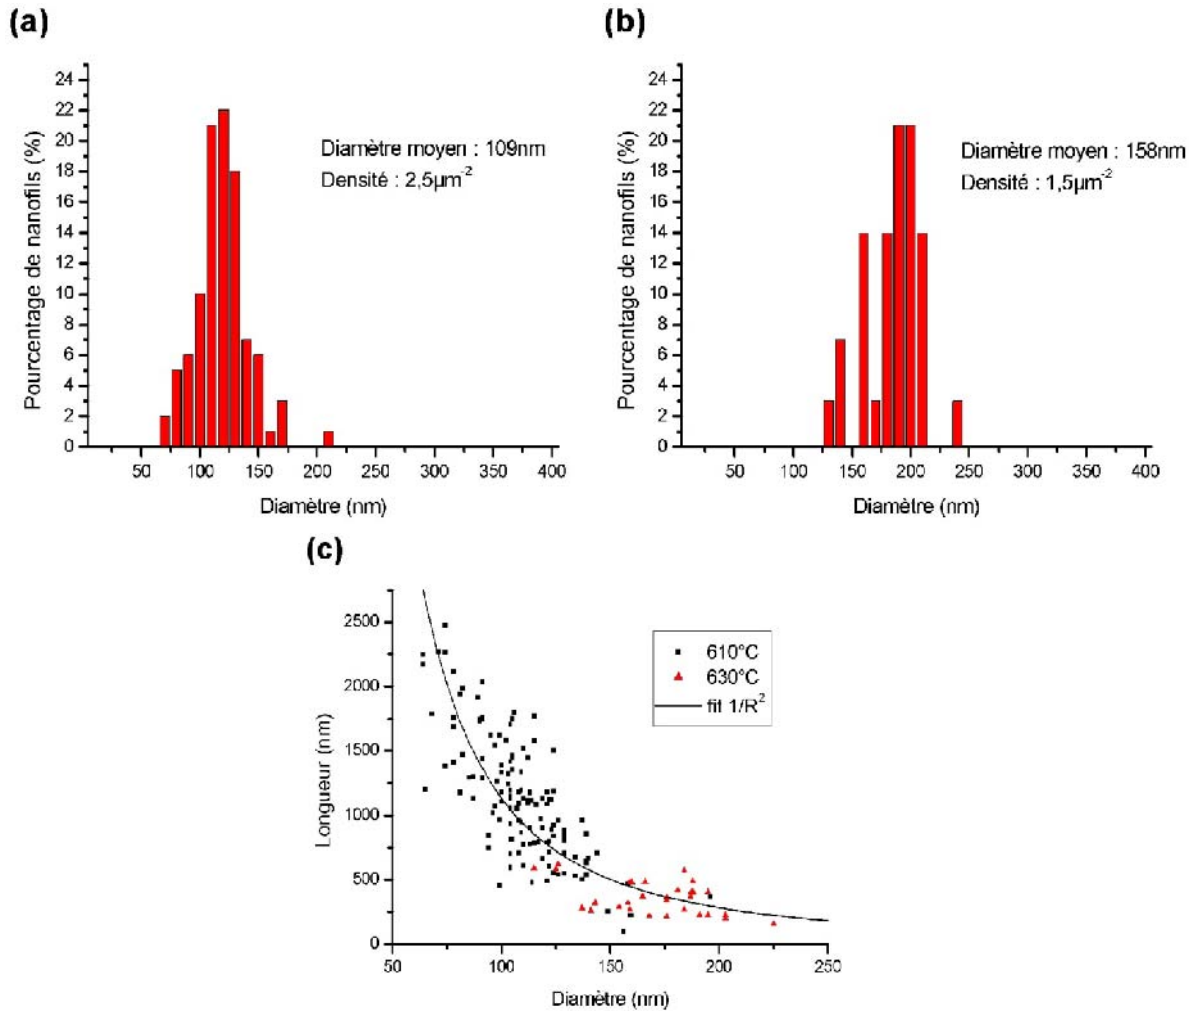 (a)
24
22
20
18
16
14
12
10
8
6
4
2
0
Pourcentage de nanofils (%)
Diamètre moyen : 109nm
Densité : 2,5µm-2
50 100 150 200 250 300 350 400
Diamètre (nm)
(b)
24
22
20
18
16
14
12
10
8
6
4
2
0
Pourcentage de nanofils (%)
Diamètre moyen : 158nm
Densité : 1,5µm-2
50 100 150 200 250 300 350 400
Diamètre (nm)
(c)
2500
2000
1500
1000
500
0
Longueur (nm)
610°C
630°C
fit 1/R2
50 100 150 200 250
Diamètre (nm)